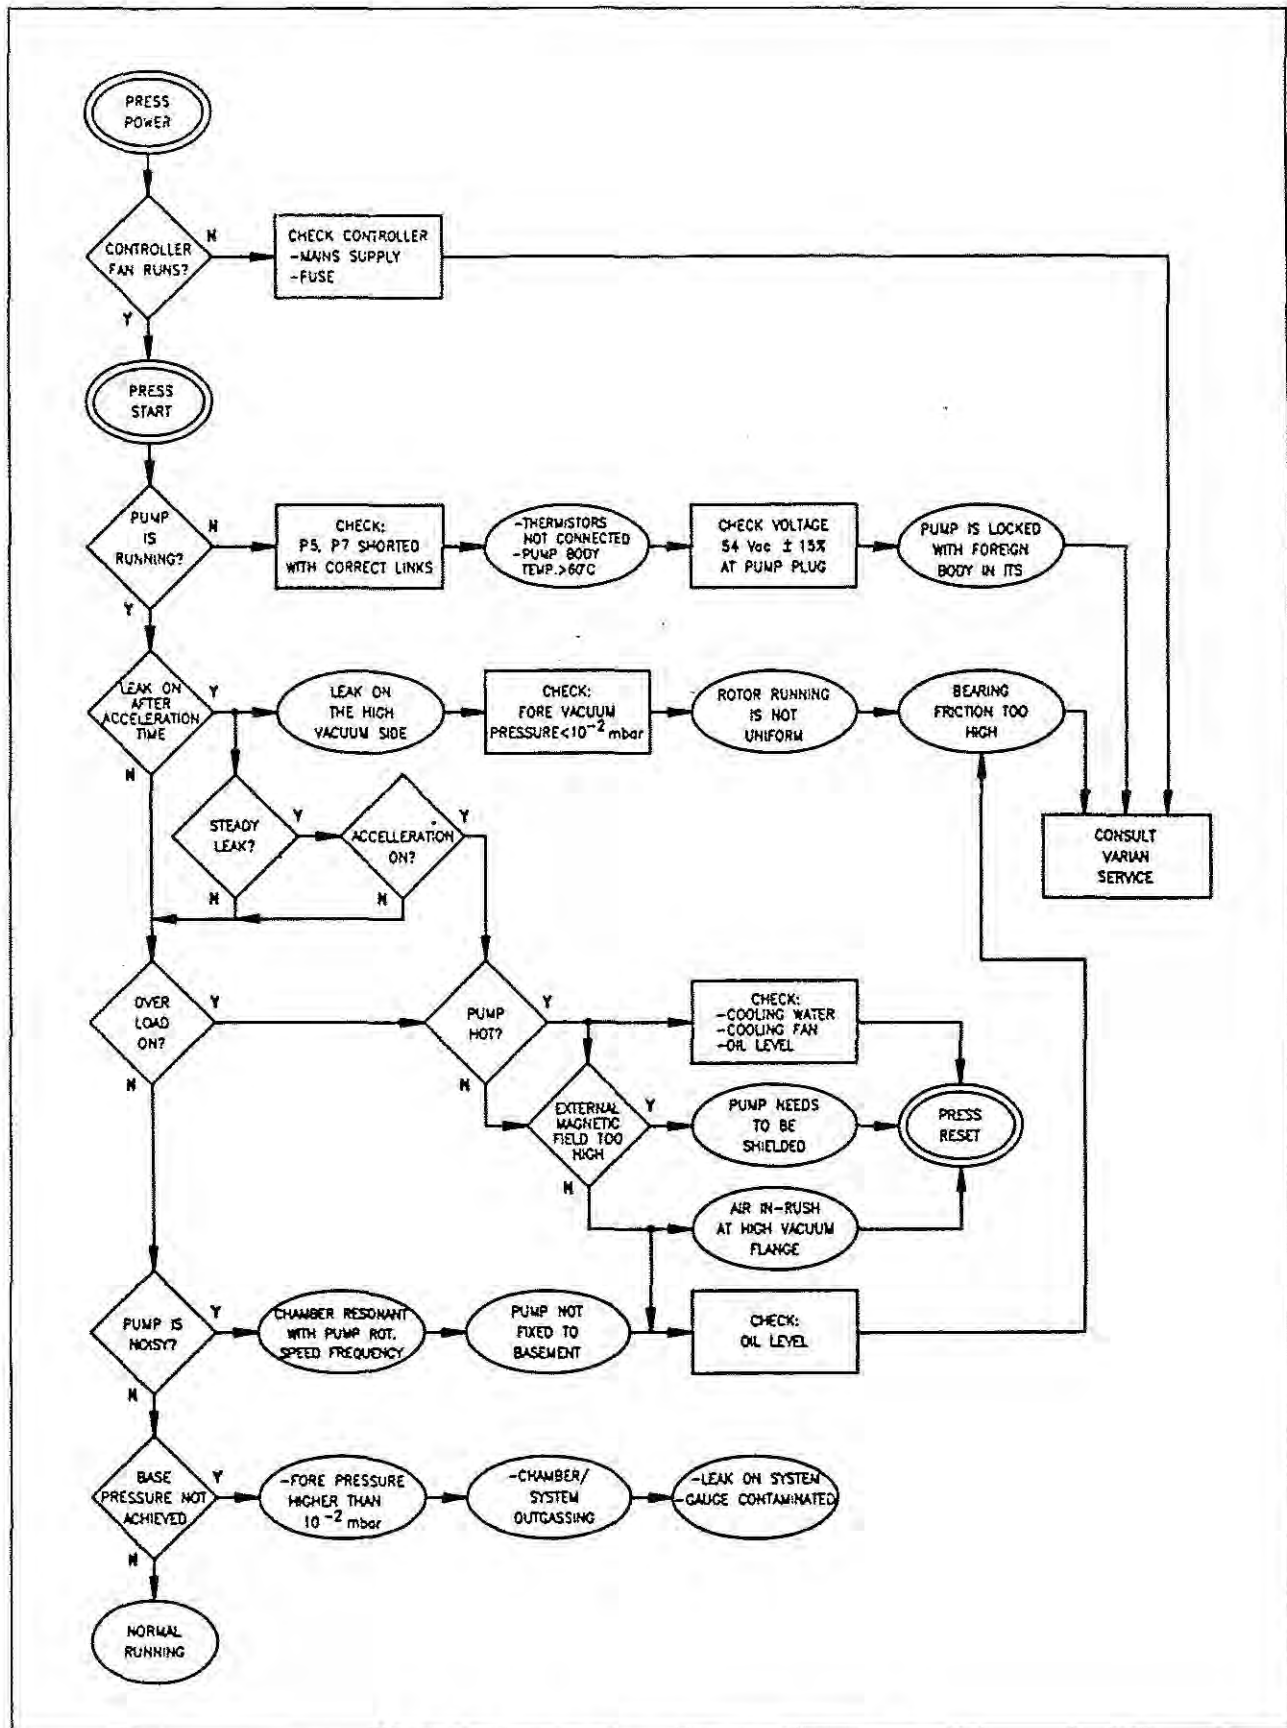 PRESS
POWER
CONTROLLER
FAN RUNS?
N
Y
CHECK CONTROLLER
-MAINS SUPPLY
-FUSE
PRESS
START
PUMP
IS
RUNNING?
N
Y
CHECK:
P5, P7 SHORTED
WITH CORRECT LINKS
-THERMISTORS
NOT CONNECTED
-PUMP BODY
TEMP.>60°C
CHECK VOLTAGE
54 Vac ± 15%
AT PUMP PLUG
PUMP IS LOCKED
WITH FOREIGN
BODY IN ITS
LEAK ON
AFTER
ACCELERATION
TIME
Y
N
LEAK ON
THE HIGH
VACUUM SIDE
CHECK:
FORE VACUUM
PRESSURE<10⁻² mbar
ROTOR RUNNING
IS NOT
UNIFORM
BEARING
FRICTION TOO
HIGH
STEADY
LEAK?
Y
N
ACCELLERATION
ON?
Y
N
CONSULT
VARIAN
SERVICE
OVER
LOAD
ON?
Y
N
PUMP
HOT?
Y
N
CHECK:
-COOLING WATER
-COOLING FAN
-OIL LEVEL
EXTERNAL
MAGNETIC
FIELD TOO
HIGH
Y
N
PUMP NEEDS
TO BE
SHIELDED
PRESS
RESET
AIR IN-RUSH
AT HIGH VACUUM
FLANGE
PUMP IS
NOISY?
Y
N
CHAMBER RESONANT
WITH PUMP ROT.
SPEED FREQUENCY
PUMP NOT
FIXED TO
BASEMENT
CHECK:
OIL LEVEL
BASE
PRESSURE NOT
ACHIEVED
Y
N
-FORE PRESSURE
HIGHER THAN
10⁻² mbar
-CHAMBER/
SYSTEM
OUTGASSING
-LEAK ON SYSTEM
-GAUGE CONTAMINATED
NORMAL
RUNNING